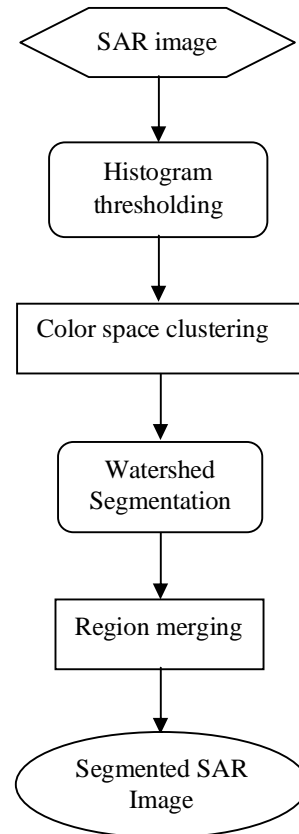 SAR image
Histogram
thresholding
Color space clustering
Watershed
Segmentation
Region merging
Segmented SAR
Image